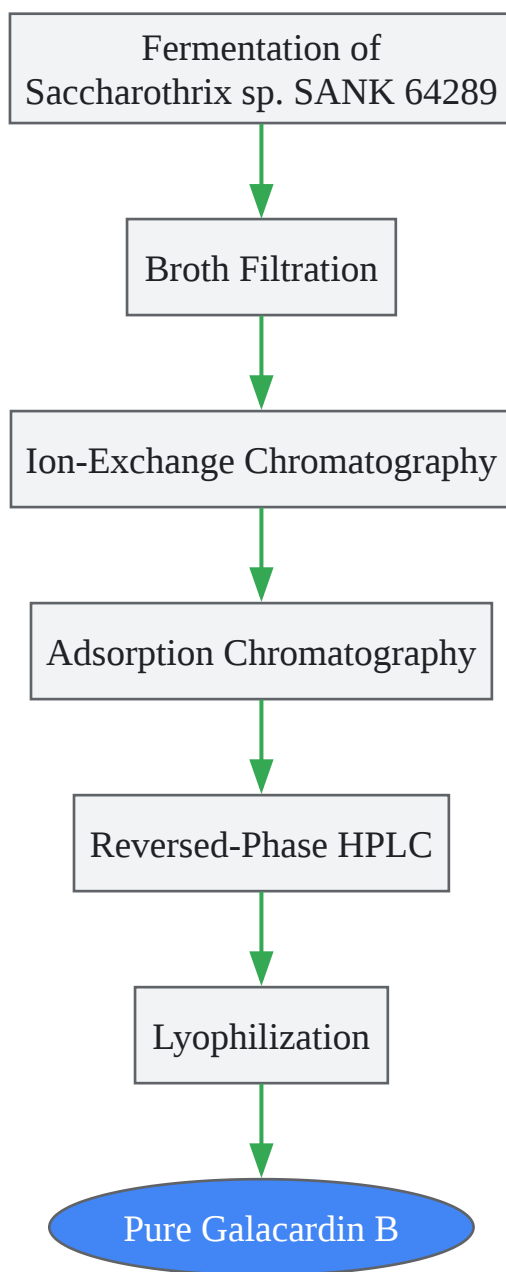 Fermentation of
Saccharothrix sp. SANK 64289
Broth Filtration
Ion-Exchange Chromatography
Adsorption Chromatography
Reversed-Phase HPLC
Lyophilization
Pure Galacardin B